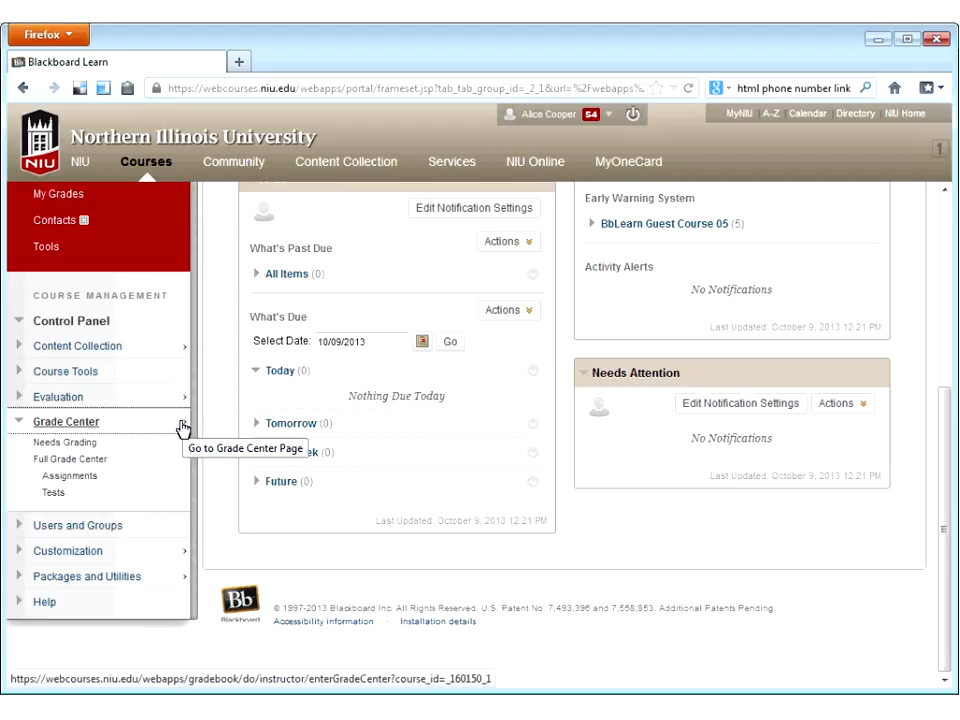 Firefox
Blackboard Learn
https://webcourses.niu.edu/webapps/portal/frameset.jsp?tab_tab_group_id=_2_1&url=%2Fwebapps%
html phone number link
Alice Cooper 54
MyNIU | A-Z | Calendar | Directory | NIU Home
Northern Illinois University
NIU
NIU Courses Community Content Collection Services NIU Online MyOneCard
1
My Grades
Contacts
Tools
COURSE MANAGEMENT
Control Panel
Content Collection
Course Tools
Evaluation
Grade Center
Needs Grading
Full Grade Center
Assignments
Tests
Users and Groups
Customization
Packages and Utilities
Help
Go to Grade Center Page
Edit Notification Settings
What's Past Due
Actions
All Items (0)
What's Due
Actions
Select Date: 10/09/2013 Go
Today (0)
Nothing Due Today
Tomorrow (0)
(0)
Future (0)
Last Updated: October 9, 2013 12:21 PM
Early Warning System
BbLearn Guest Course 05 (5)
Activity Alerts
No Notifications
Last Updated: October 9, 2013 12:21 PM
Needs Attention
Edit Notification Settings Actions
No Notifications
Last Updated: October 9, 2013 12:21 PM
Bb
Blackboard
© 1997-2013 Blackboard Inc. All Rights Reserved. U.S. Patent No. 7,493,396 and 7,558,853. Additional Patents Pending.
Accessibility information · Installation details
https://webcourses.niu.edu/webapps/gradebook/do/instructor/enterGradeCenter?course_id=_160150_1